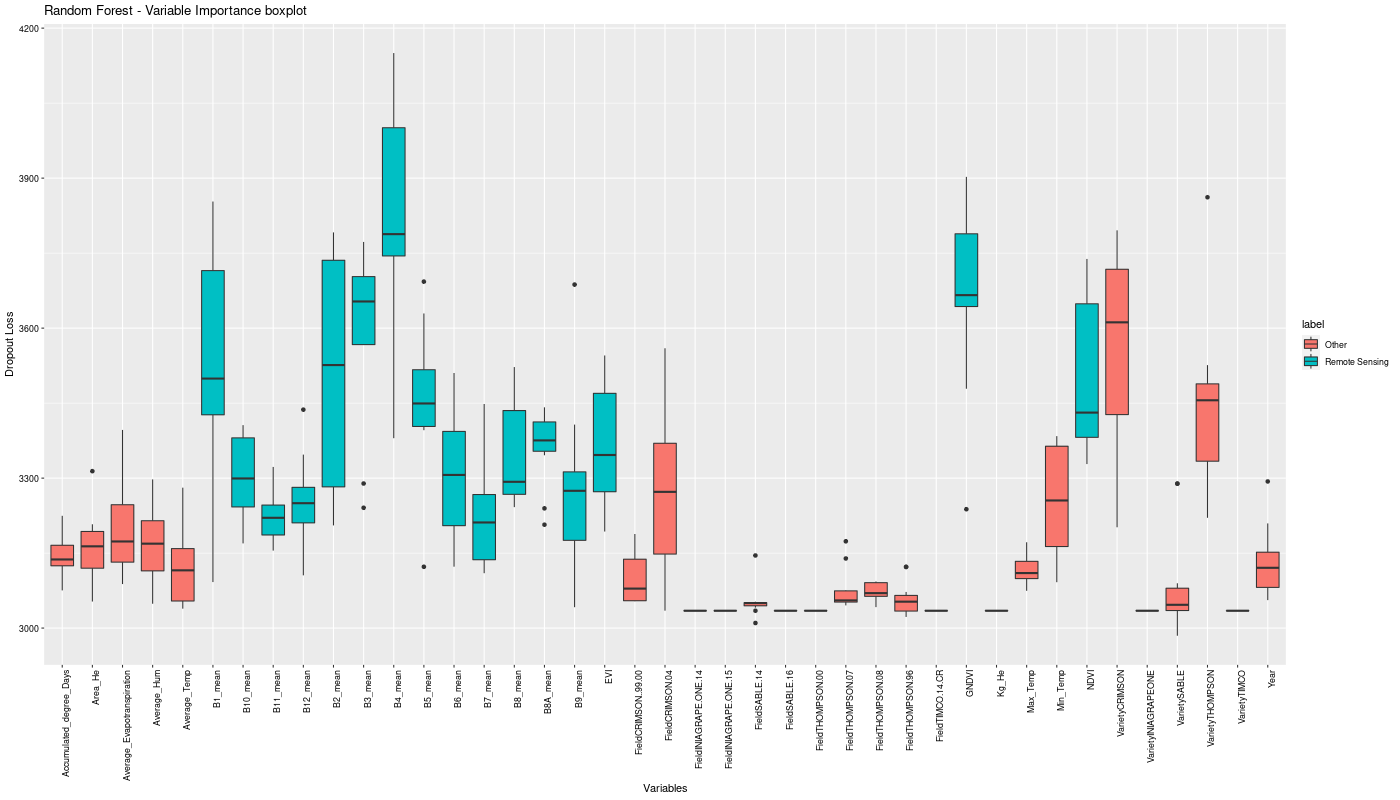 Random Forest - Variable Importance boxplot
4200
3900
3600
3300
3000
Dropout Loss
Accumulated_degree_Days
Area_He
Average_Evapotranspiration
Average_Hum
Average_Temp
B1_mean
B10_mean
B11_mean
B12_mean
B2_mean
B3_mean
B4_mean
B5_mean
B6_mean
B7_mean
B8_mean
B8A_mean
B9_mean
EVI
FieldCRIMSON..99.00
FieldCRIMSON.04
FieldINIAGRAPE.ONE.14
FieldINIAGRAPE.ONE.15
FieldSABLE.14
FieldSABLE.16
FieldTHOMPSON.00
FieldTHOMPSON.07
FieldTHOMPSON.08
FieldTHOMPSON.96
FieldTIMCO.14.CR
GNDVI
Kg_He
Max_Temp
Min_Temp
NDVI
VarietyCRIMSON
VarietyINIAGRAPEONE
VarietySABLE
VarietyTHOMPSON
VarietyTIMCO
Year
Variables
label
Other
Remote Sensing